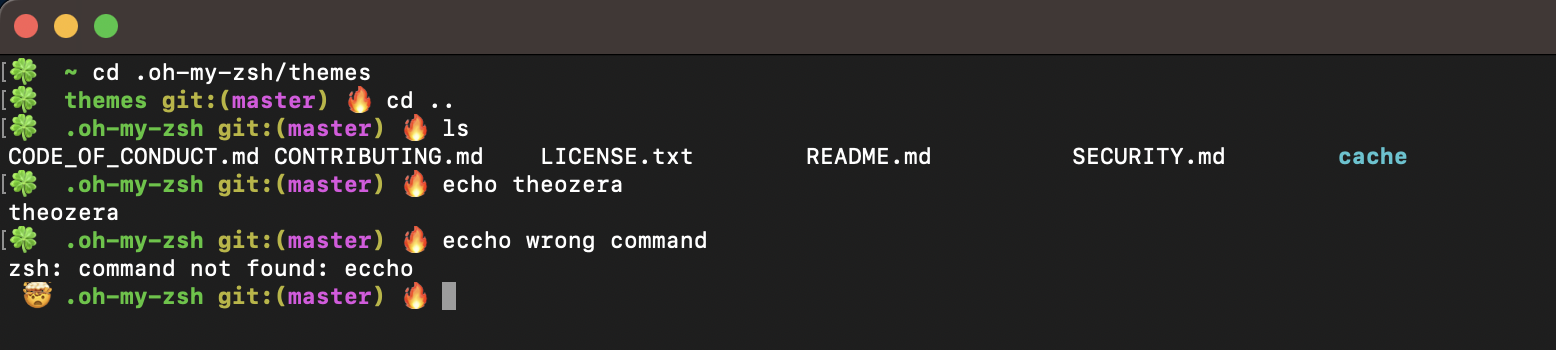 [🍀 ~ cd .oh-my-zsh/themes
[🍀 themes git:(master) 🔥 cd ..
[🍀 .oh-my-zsh git:(master) 🔥 ls
CODE_OF_CONDUCT.md CONTRIBUTING.md LICENSE.txt README.md SECURITY.md cache
[🍀 .oh-my-zsh git:(master) 🔥 echo theozera
theozera
[🍀 .oh-my-zsh git:(master) 🔥 eccho wrong command
zsh: command not found: eccho
🤯 .oh-my-zsh git:(master) 🔥